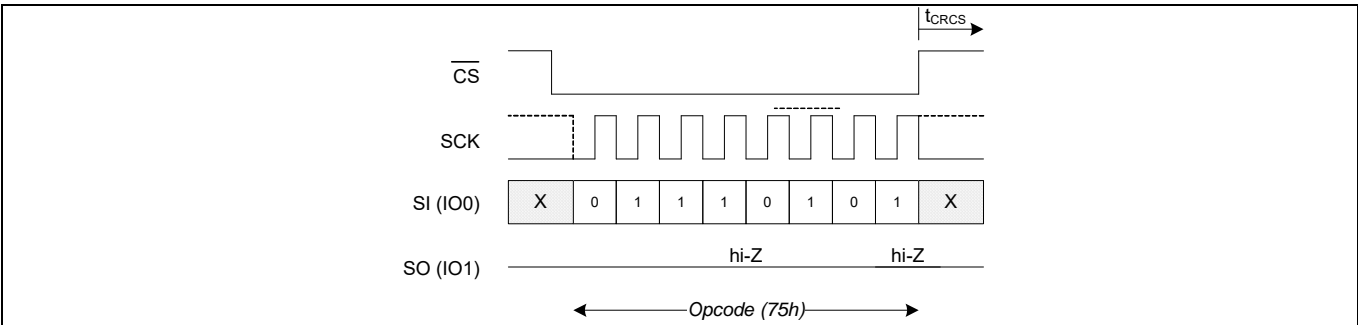 tCRCS
CS
SCK
SI (IO0) X 0 1 1 1 0 1 0 1 X
SO (IO1) hi-Z hi-Z
Opcode (75h)